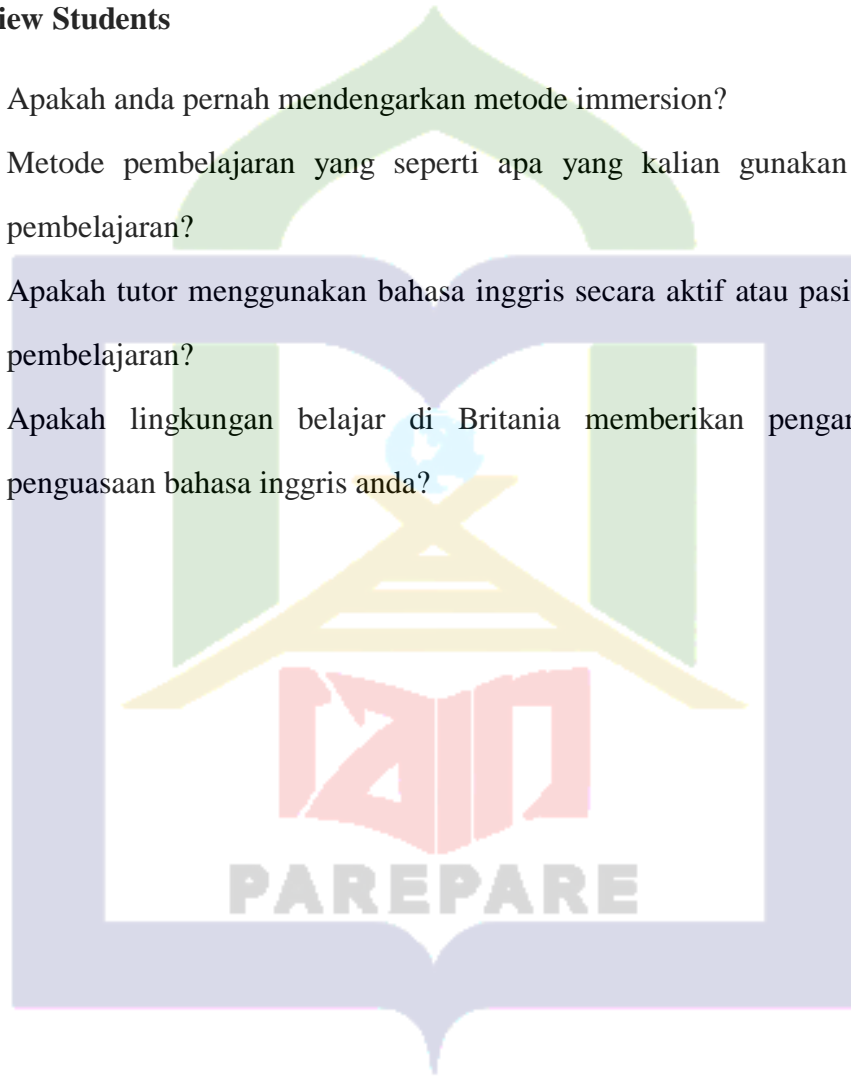 iew Students
Apakah anda pernah mendengarkan metode immersion?
Metode pembelajaran yang seperti apa yang kalian gunakan
pembelajaran?
Apakah tutor menggunakan bahasa inggris secara aktif atau pasi
pembelajaran?
Apakah lingkungan belajar di Britania memberikan pengar
penguasaan bahasa inggris anda?
iain
PAREPARE